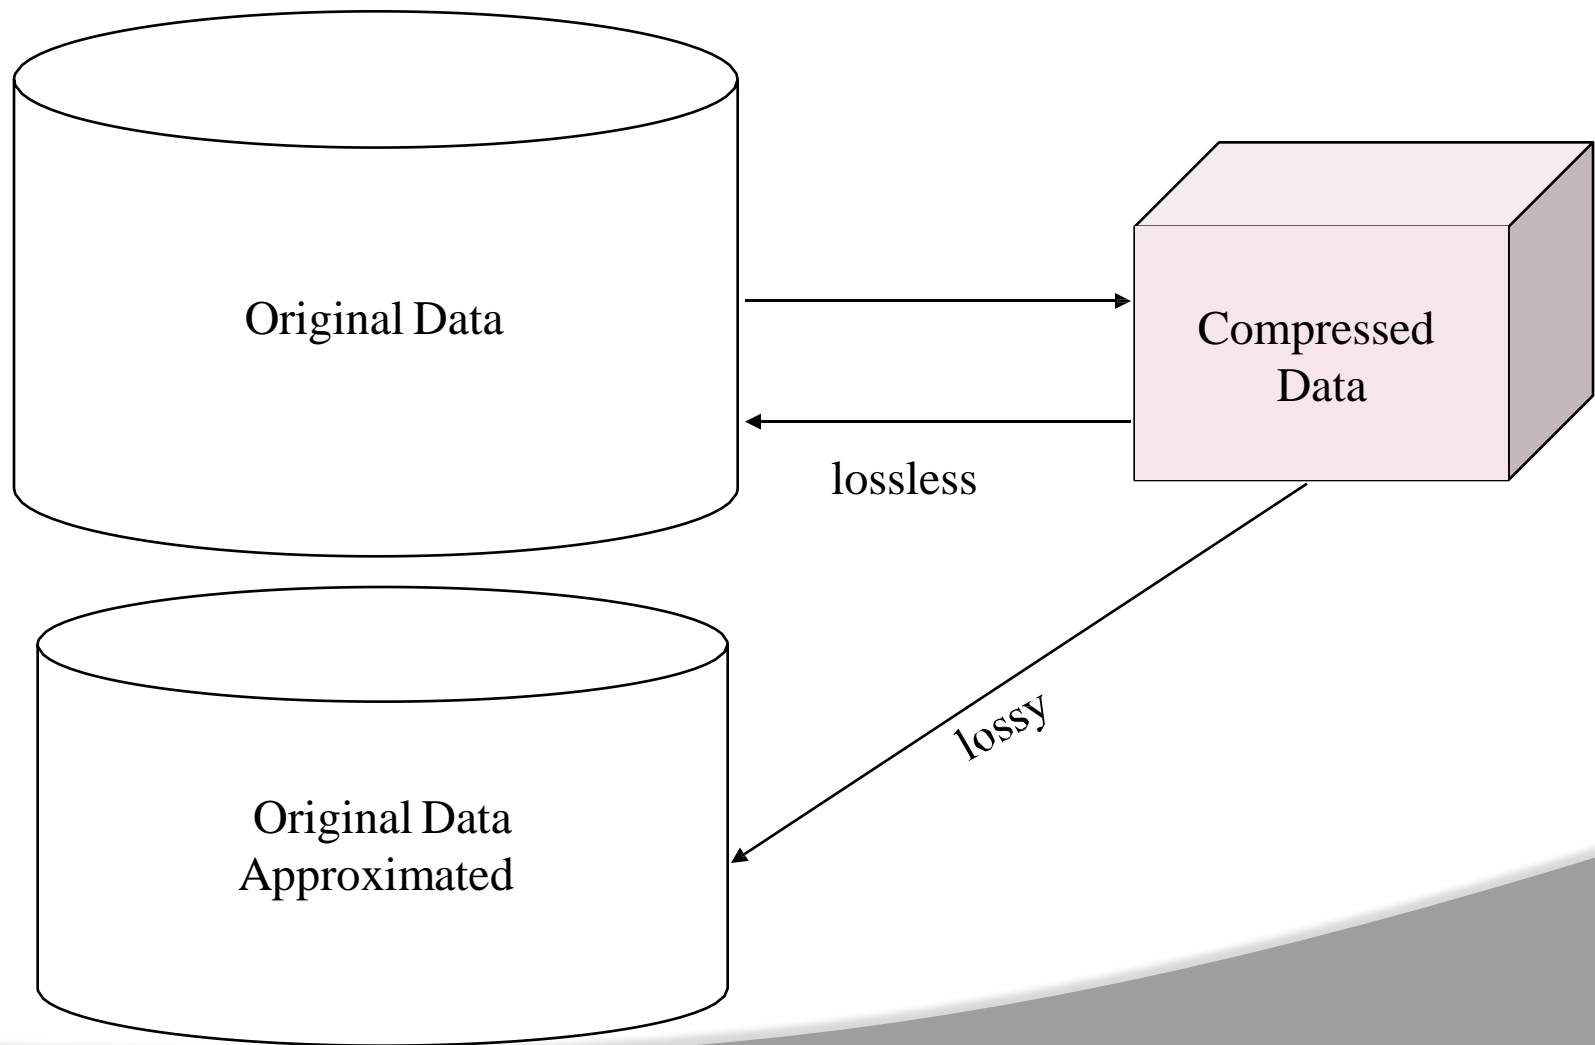 Original Data
Compressed
Data
lossless
lossy
Original Data
Approximated